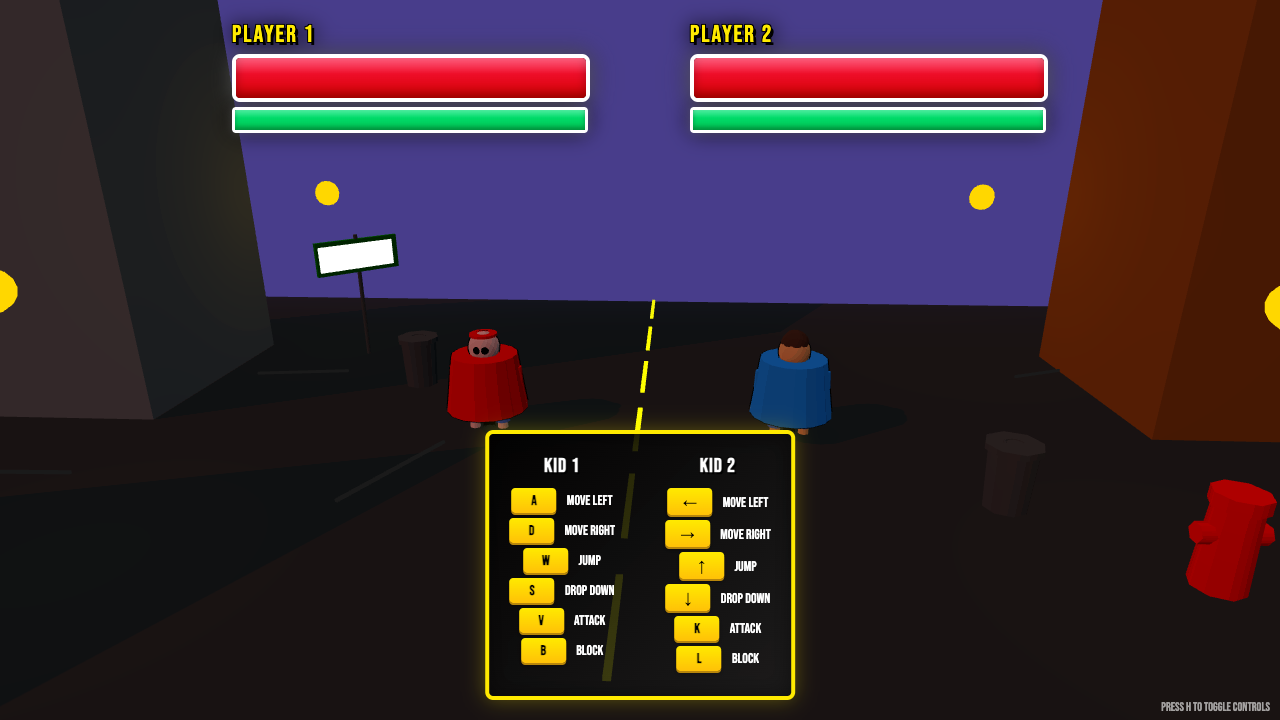 PLAYER 1
PLAYER 2
KID 1
A MOVE LEFT
D MOVE RIGHT
W JUMP
S DROP DOWN
V ATTACK
B BLOCK
KID 2
← MOVE LEFT
→ MOVE RIGHT
↑ JUMP
↓ DROP DOWN
K ATTACK
L BLOCK
PRESS H TO TOGGLE CONTROLS